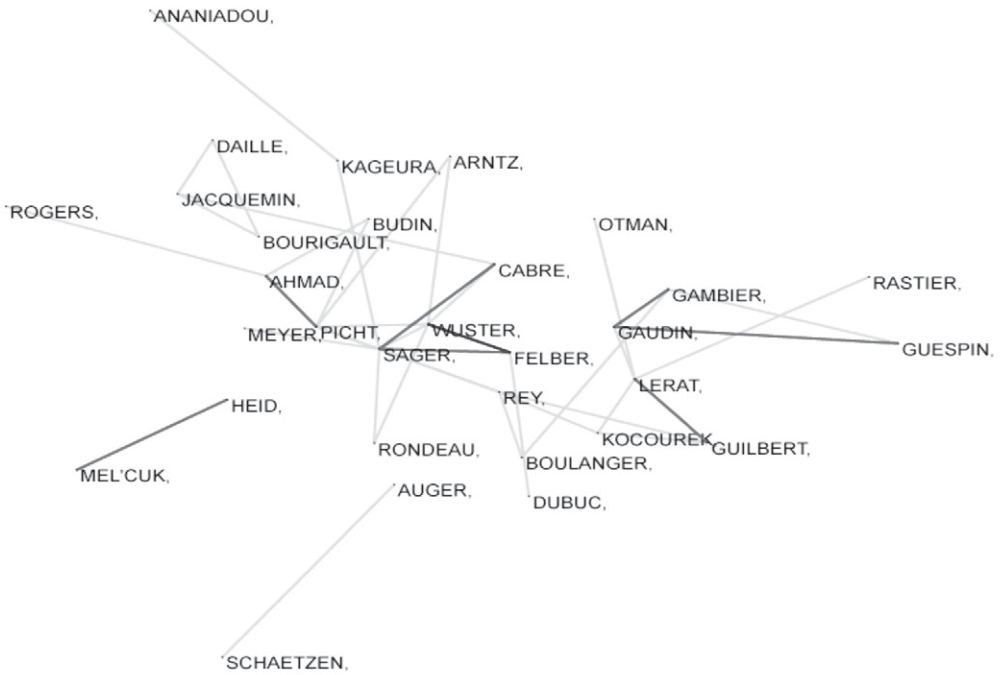 ANANIADOU,
DAILLE,
KAGEURA,
ARNTZ,
JACQUEMIN,
ROGERS,
BUDIN,
OTMAN,
BOURIGAULT,
CABRE,
AHMAD,
RASTIER,
GAMBIER,
MEYER,
PICHT,
WUSTER,
GAUDIN,
GUESPIN,
SAGER,
FELBER,
LERAT,
REY,
HEID,
KOCOUREK
GUILBERT,
RONDEAU,
BOULANGER,
MEL'CUK,
AUGER,
DUBUC,
SCHAETZEN,